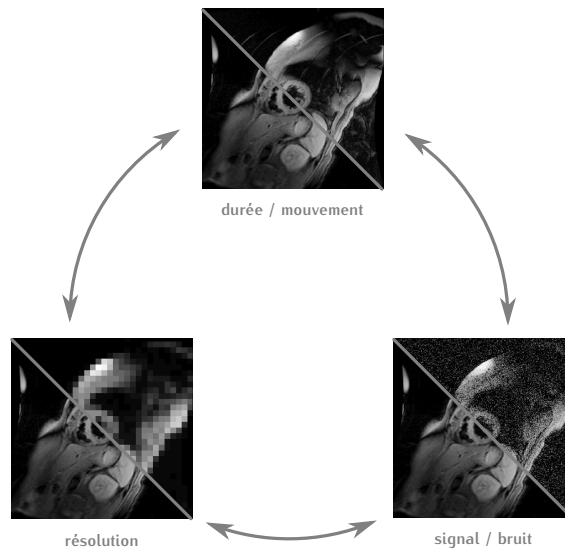 durée / mouvement
résolution
signal / bruit